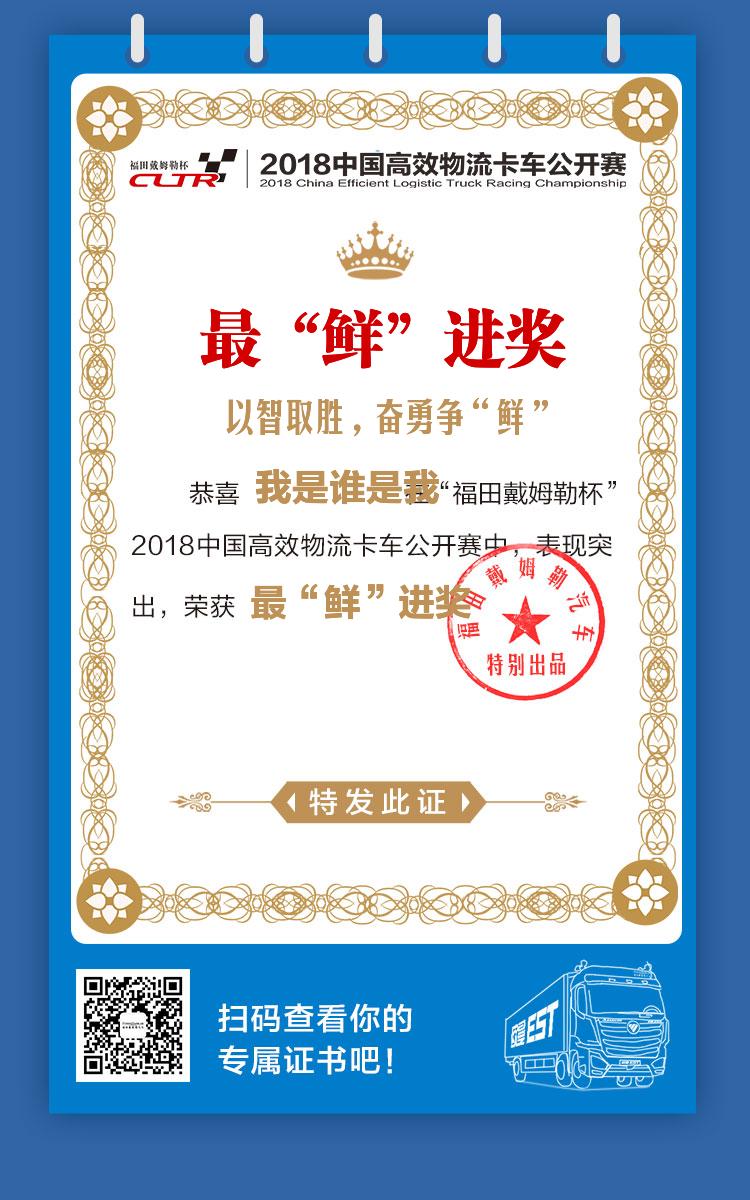 福田戴姆勒杯
CLTR
2018中国高效物流卡车公开赛
2018 China Efficient Logistic Truck Racing Championship
最“鲜”进奖
以智取胜，奋勇争“鲜”
恭喜 我是谁是我 在“福田戴姆勒杯”
2018中国高效物流卡车公开赛中，表现突
出，荣获 最“鲜”进奖
福田戴姆勒汽车
特别出品
特发此证
扫码查看你的
专属证书吧！
EST